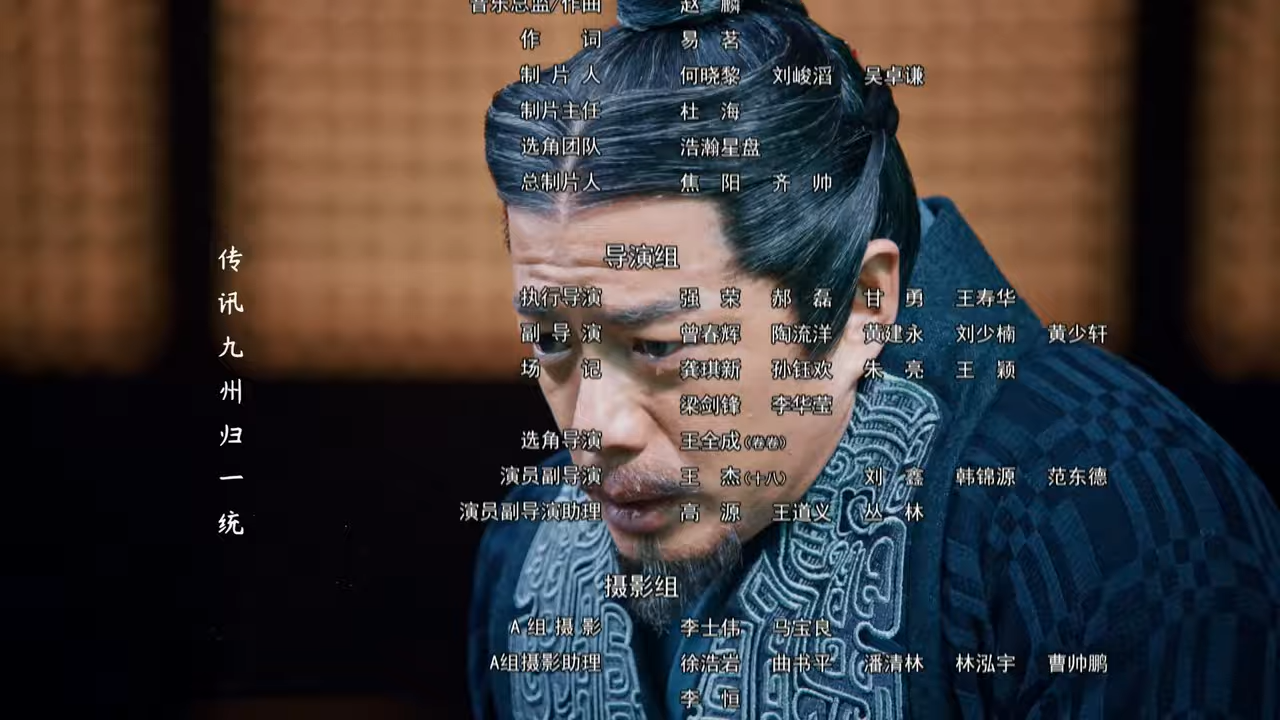 音乐总监/作曲 赵麟
作词 易茗
制片人 何晓黎 刘峻滔 吴卓谦
制片主任 杜海
选角团队 浩瀚星盘
总制片人 焦阳 齐帅
导演组
执行导演 强荣 郝磊 甘勇 王寿华
副导演 曾春辉 陶流洋 黄建永 刘少楠 黄少轩
场记 龚琪新 孙钰欢 朱亮 王颖
梁剑锋 李华莹
选角导演 王全成(卷卷)
演员副导演 王杰(十八) 刘鑫 韩锦源 范东德
演员副导演助理 高源 王道义 丛林
摄影组
A组摄影 李士伟 马宝良
A组摄影助理 徐浩岩 曲书平 潘清林 林泓宇 曹帅鹏
李恒
传讯九州归一统